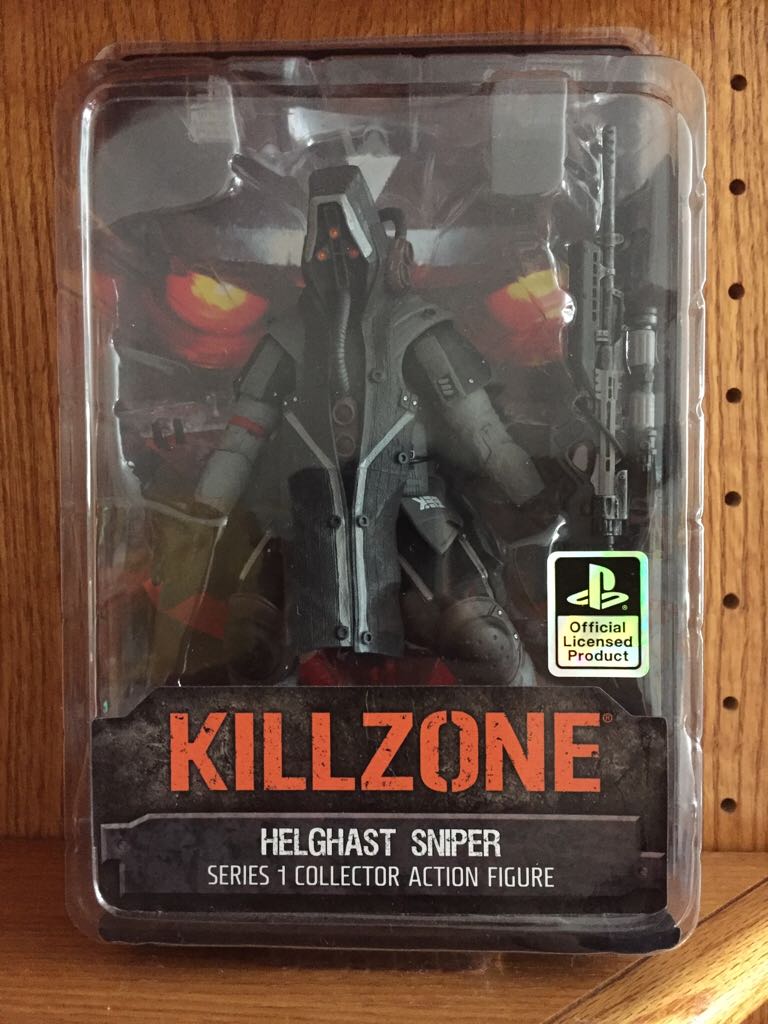 Official
Licensed
Product
KILLZONE®
HELGHAST SNIPER
SERIES 1 COLLECTOR ACTION FIGURE